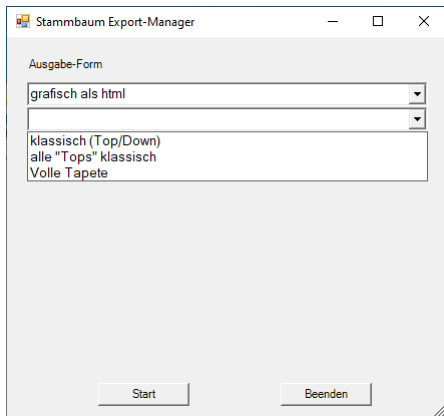 Stammbaum Export-Manager
Ausgabe-Form
grafisch als html
klassisch (Top/Down)
alle "Tops" klassisch
Volle Tapete
Start
Beenden